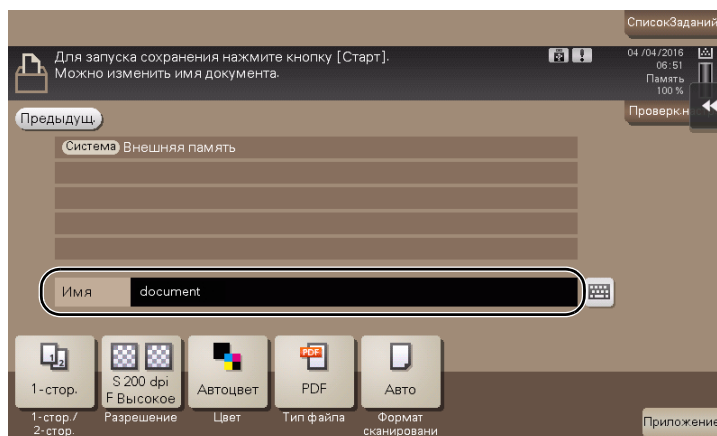 СписокЗаданий
Для запуска сохранения нажмите кнопку [Старт].
Можно изменить имя документа.
04/04/2016
06:51
Память
100 %
Предыдущ.
Проверк.н
Система Внешняя память
Имя document
1-стор.
S 200 dpi
F Высокое
Автоцвет
PDF
PDF
Авто
1-стор./
2-стор.
Разрешение
Цвет
Тип файла
Формат
сканировани
Приложение